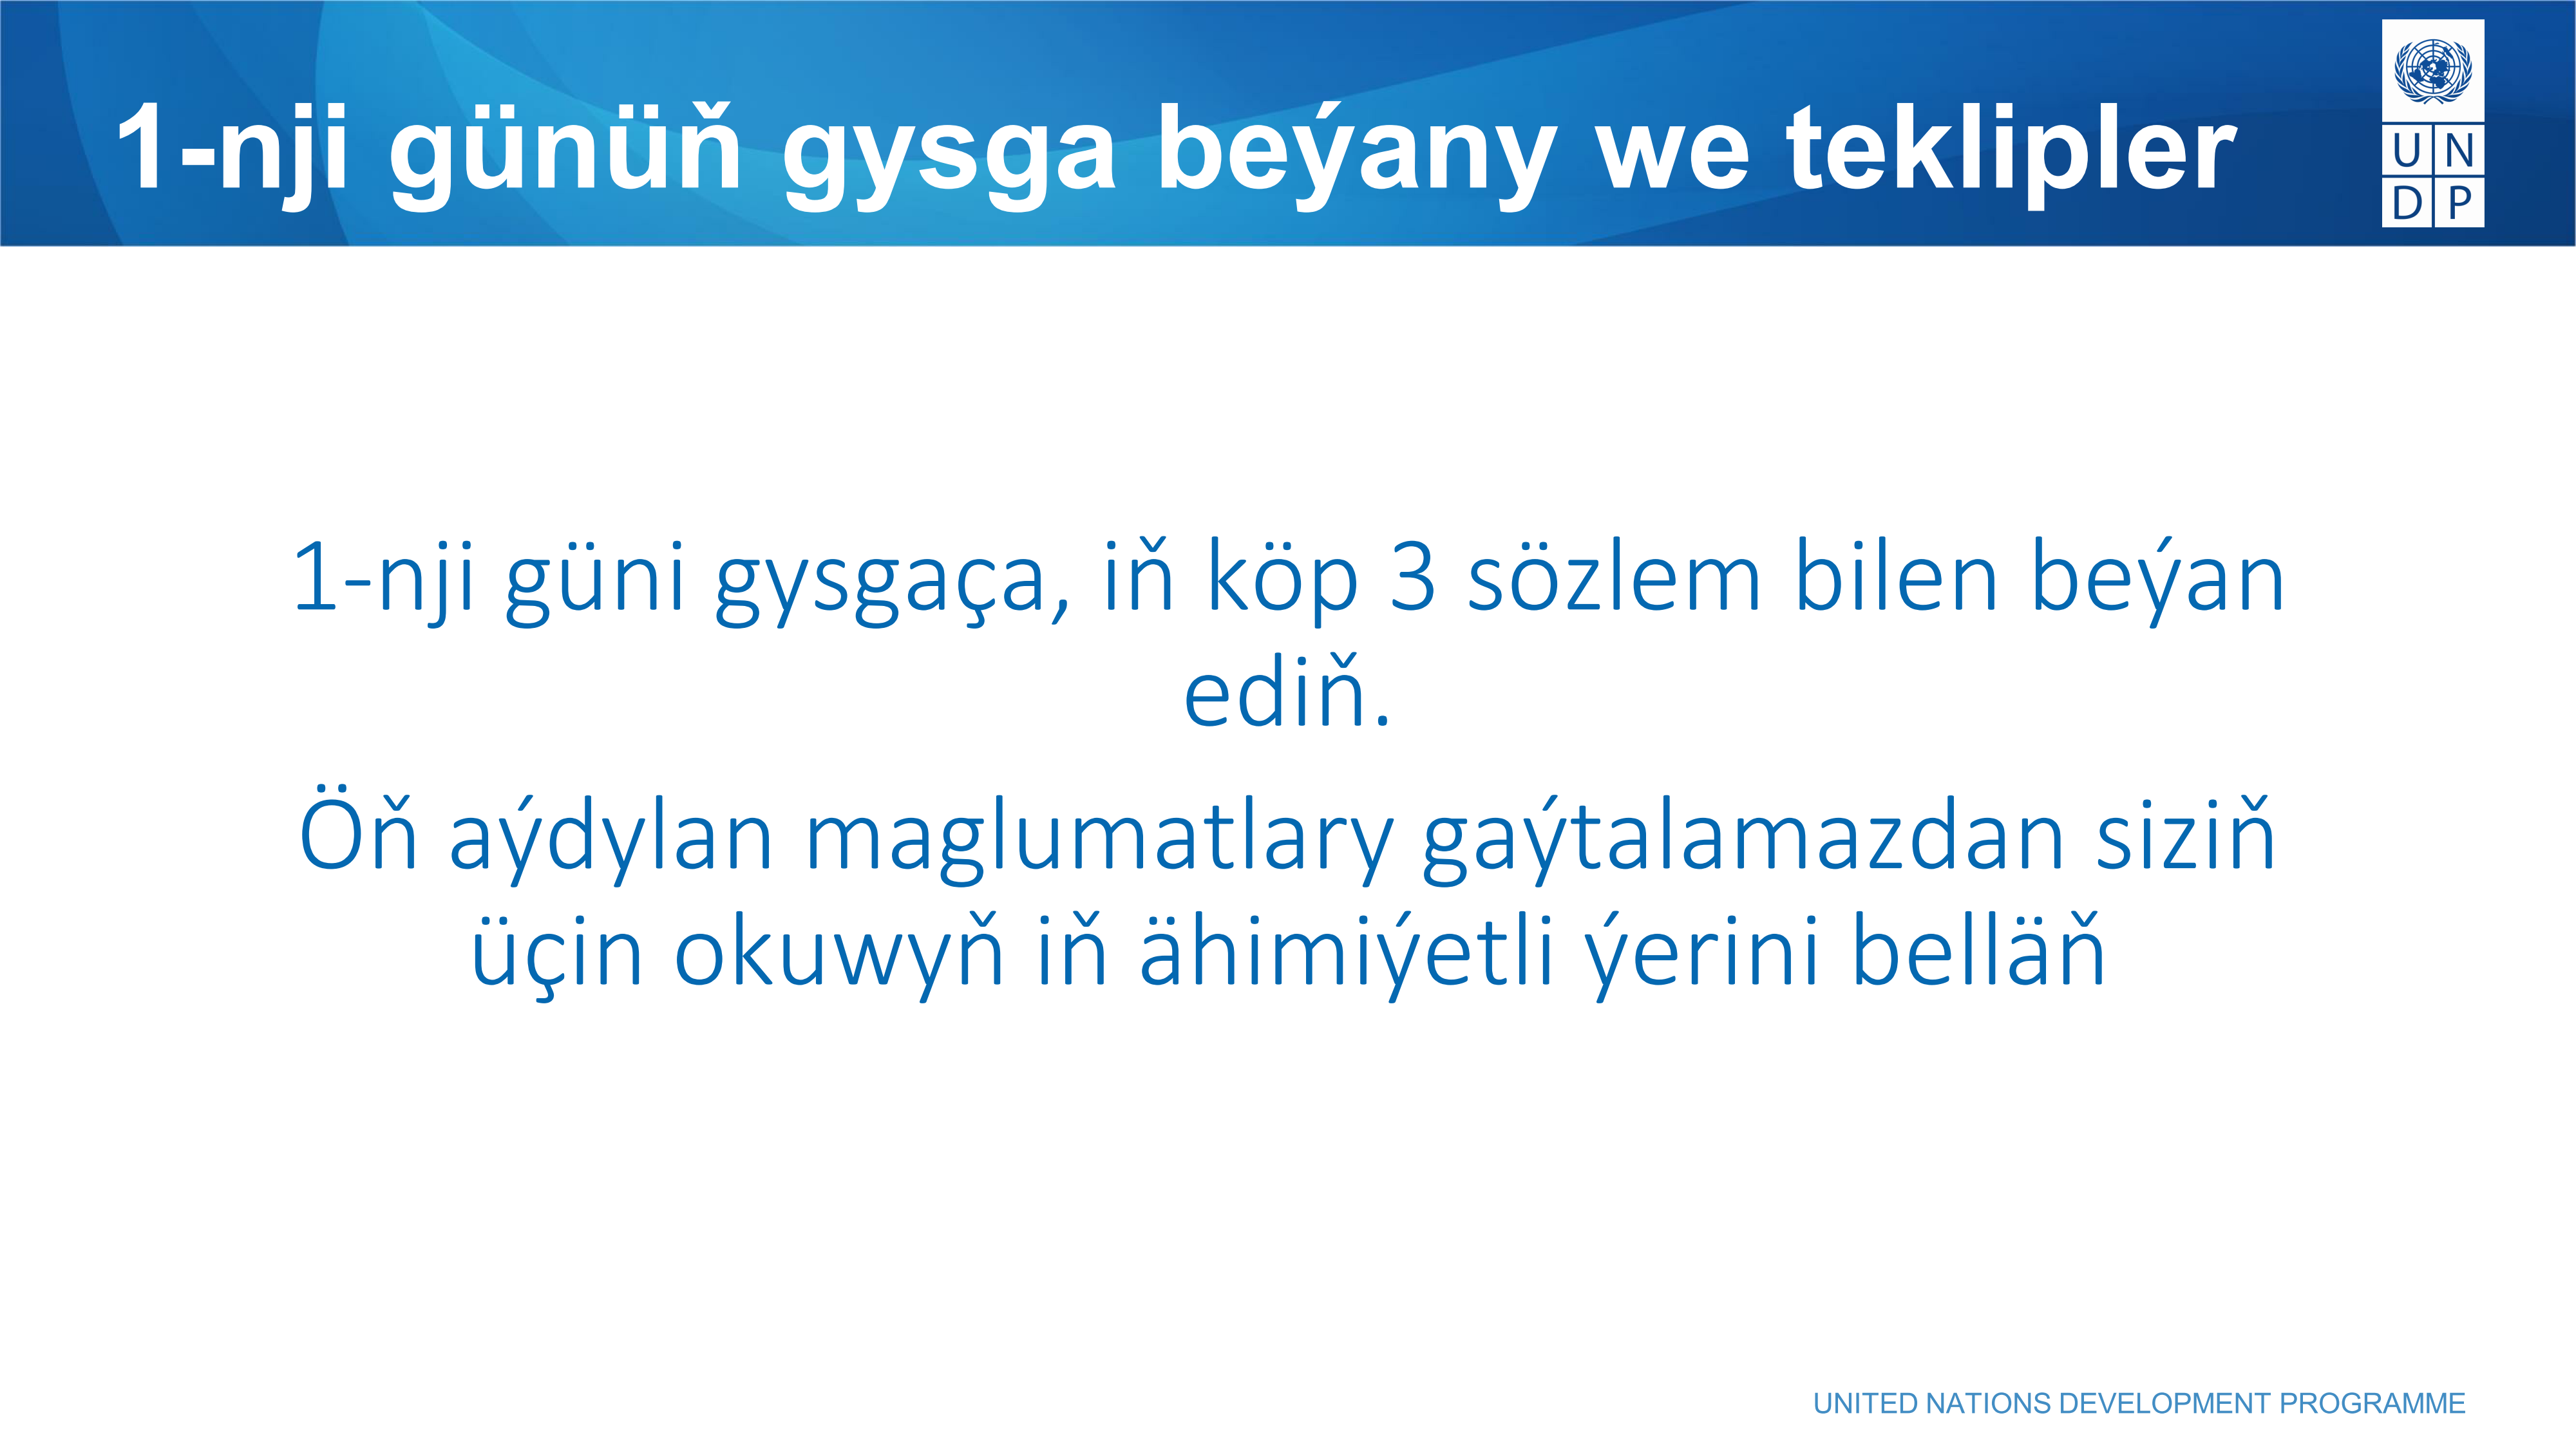 1-nji günüň gysga beýany we teklipler
U N
D P
1-nji güni gysgaça, iň köp 3 sözlem bilen beýan
ediň.
Öň aýdylan maglumatlary gaýtalamazdan siziň
üçin okuwyň iň ähimiýetli ýerini belläň
UNITED NATIONS DEVELOPMENT PROGRAMME